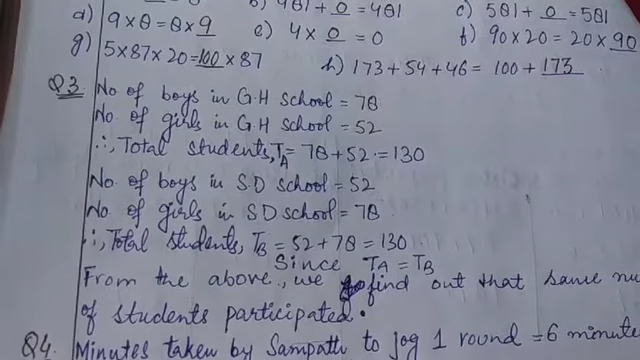 b) 481 + 0 = 481
c) 581 + 0 = 581
d) 9 × 8 = 8 × 9
e) 4 × 0 = 0
f) 90 × 20 = 20 × 90
g) 5 × 87 × 20 = 100 × 87
h) 173 + 54 + 46 = 100 + 173
Q3. No of boys in G.H School = 78
No. of girls in G.H School = 52
∴, Total students, TA = 78 + 52 = 130
No. of boys in S.D School = 52
No. of girls in S D School = 78
∴, Total students, TB = 52 + 78 = 130
Since TA = TB
From the above, we find out that same nu
of students participated.
Q4. Minutes taken by Sampath to jog 1 round = 6 minute